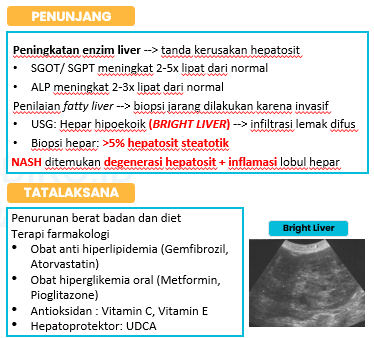 PENUNJANG
Peningkatan enzim liver --> tanda kerusakan hepatosit
• SGOT/ SGPT meningkat 2-5x lipat dari normal
• ALP meningkat 2-3x lipat dari normal
Penilaian fatty liver --> biopsi jarang dilakukan karena invasif
• USG: Hepar hipoekoik (BRIGHT LIVER) --> infiltrasi lemak difus
• Biopsi hepar: >5% hepatosit steatotik
NASH ditemukan degenerasi hepatosit + inflamasi lobul hepar
TATALAKSANA
Penurunan berat badan dan diet
Terapi farmakologi
• Obat anti hiperlipidemia (Gemfibrozil,
Atorvastatin)
• Obat hiperglikemia oral (Metformin,
Pioglitazone)
• Antioksidan : Vitamin C, Vitamin E
• Hepatoprotektor: UDCA
Bright Liver